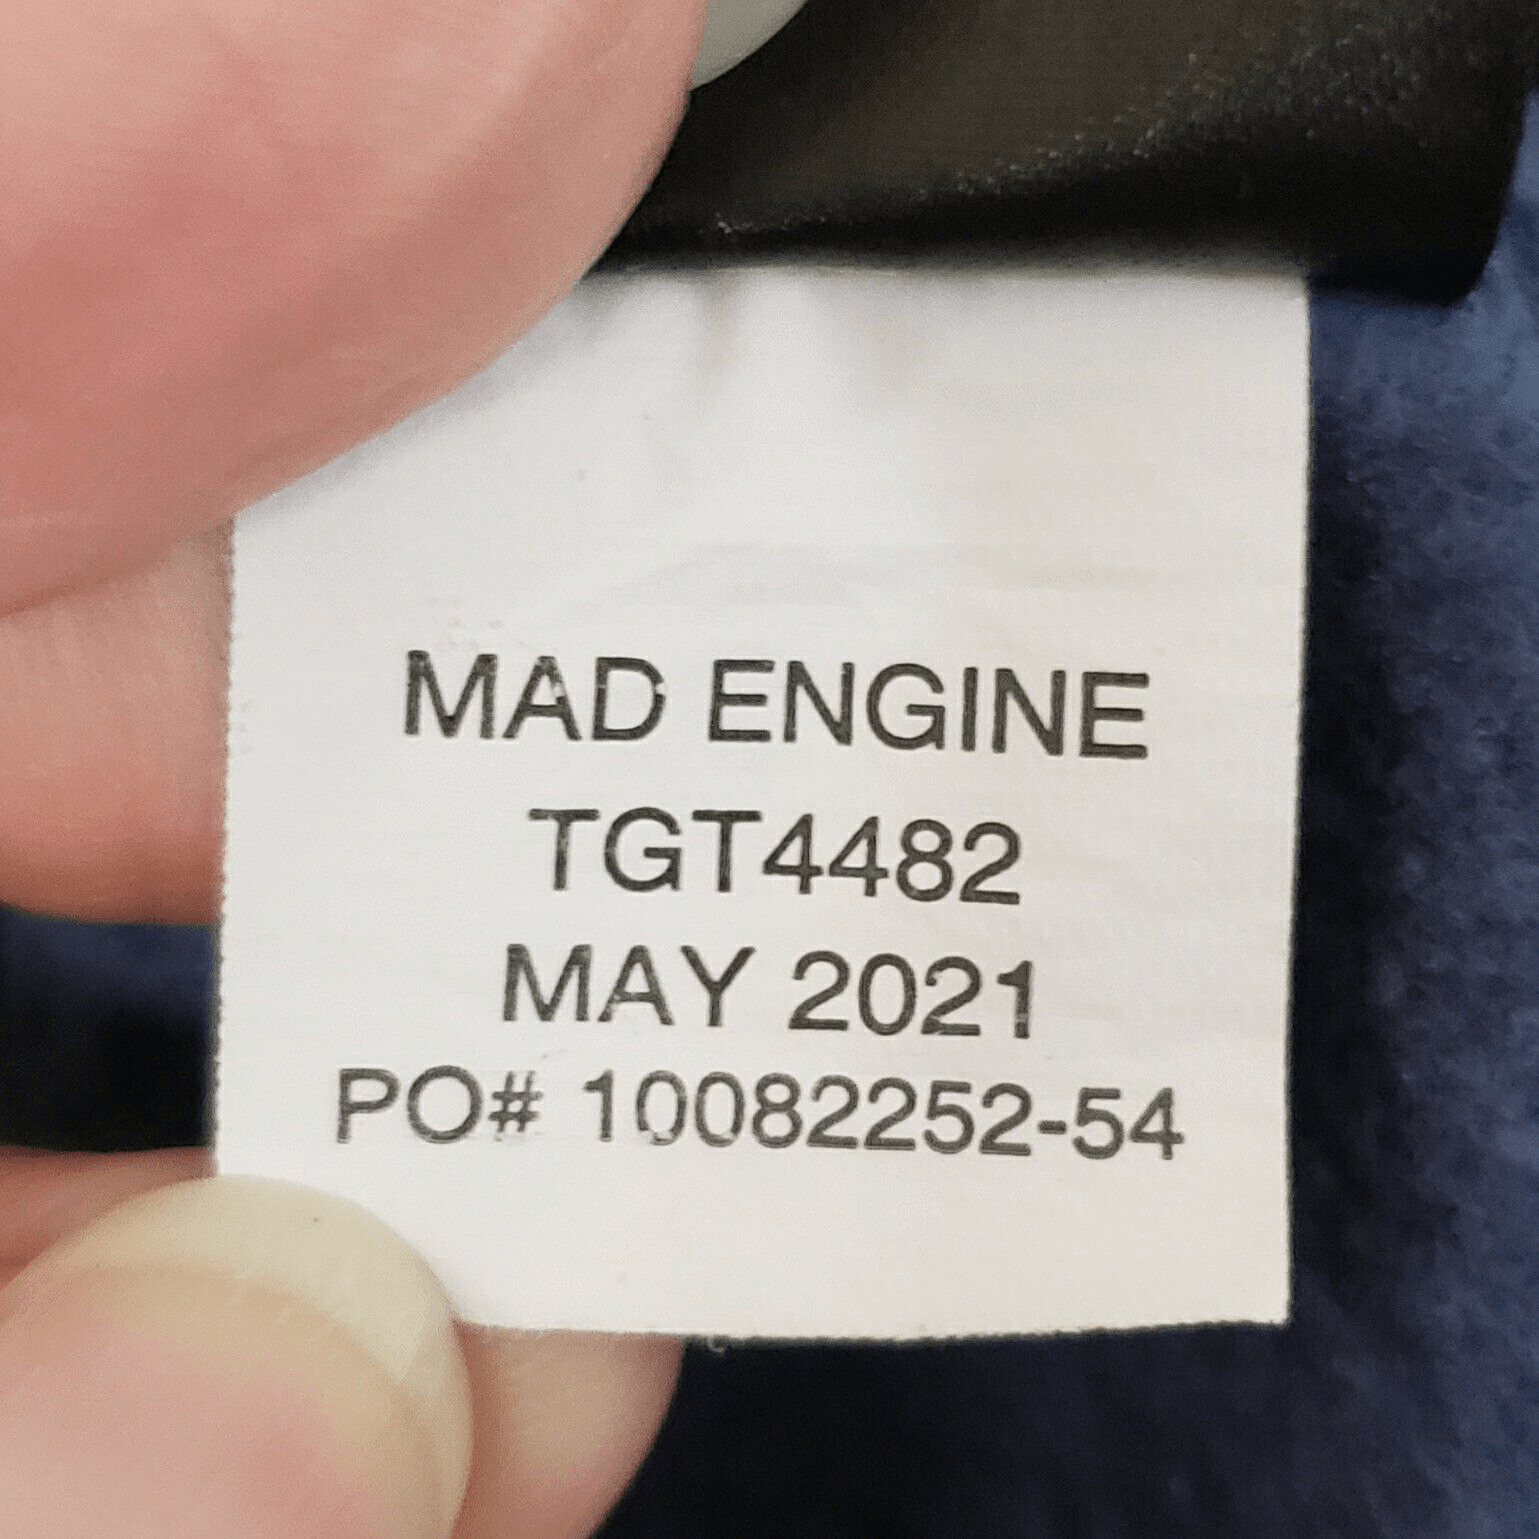 MAD ENGINE
TGT4482
MAY 2021
PO# 10082252-54